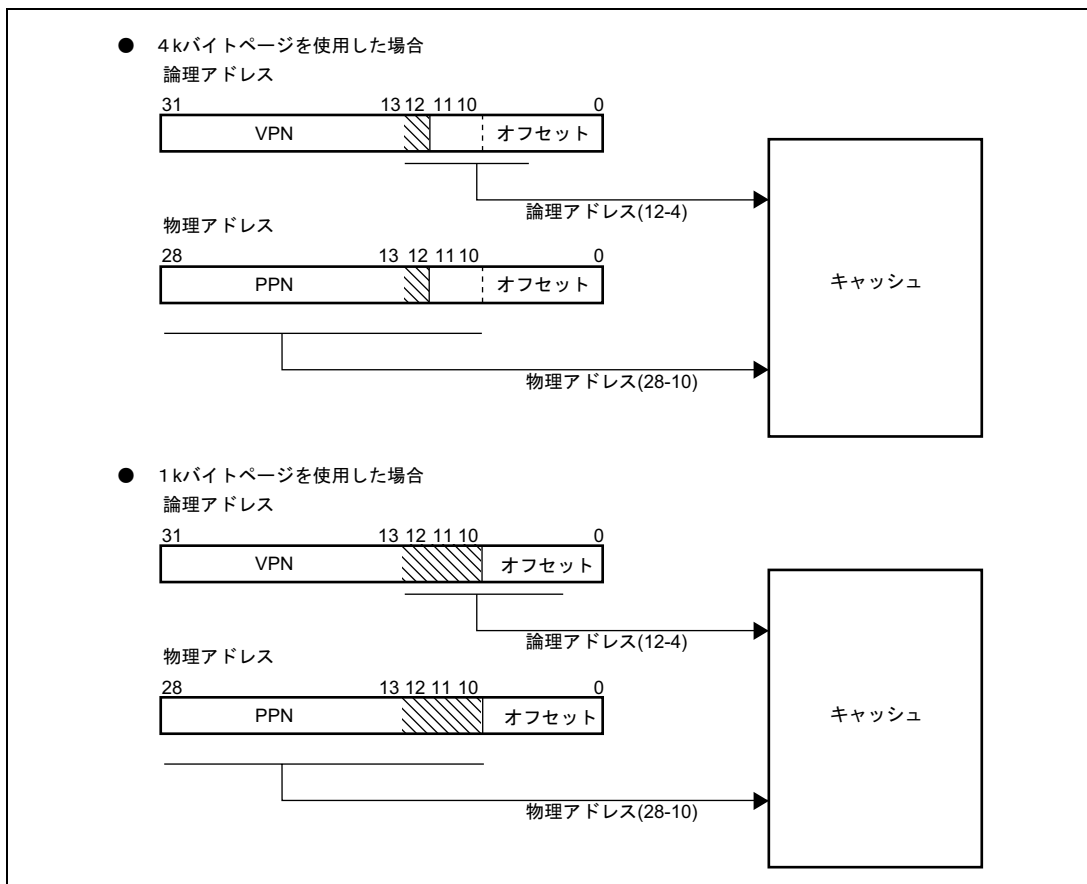 ● 4kバイトページを使用した場合
論理アドレス
31 13 12 11 10 0
VPN オフセット
論理アドレス(12-4)
物理アドレス
28 13 12 11 10 0
PPN オフセット
キャッシュ
物理アドレス(28-10)
● 1kバイトページを使用した場合
論理アドレス
31 13 12 11 10 0
VPN オフセット
論理アドレス(12-4)
物理アドレス
28 13 12 11 10 0
PPN オフセット
キャッシュ
物理アドレス(28-10)